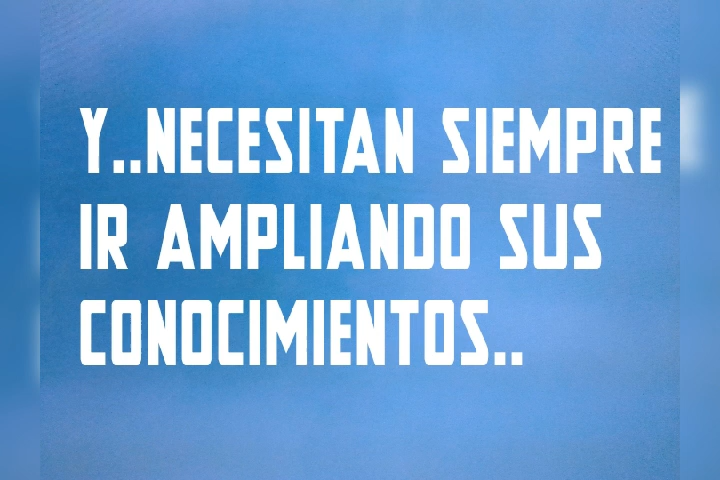 Y..NECESITAN SIEMPRE
IR AMPLIANDO SUS
CONOCIMIENTOS..